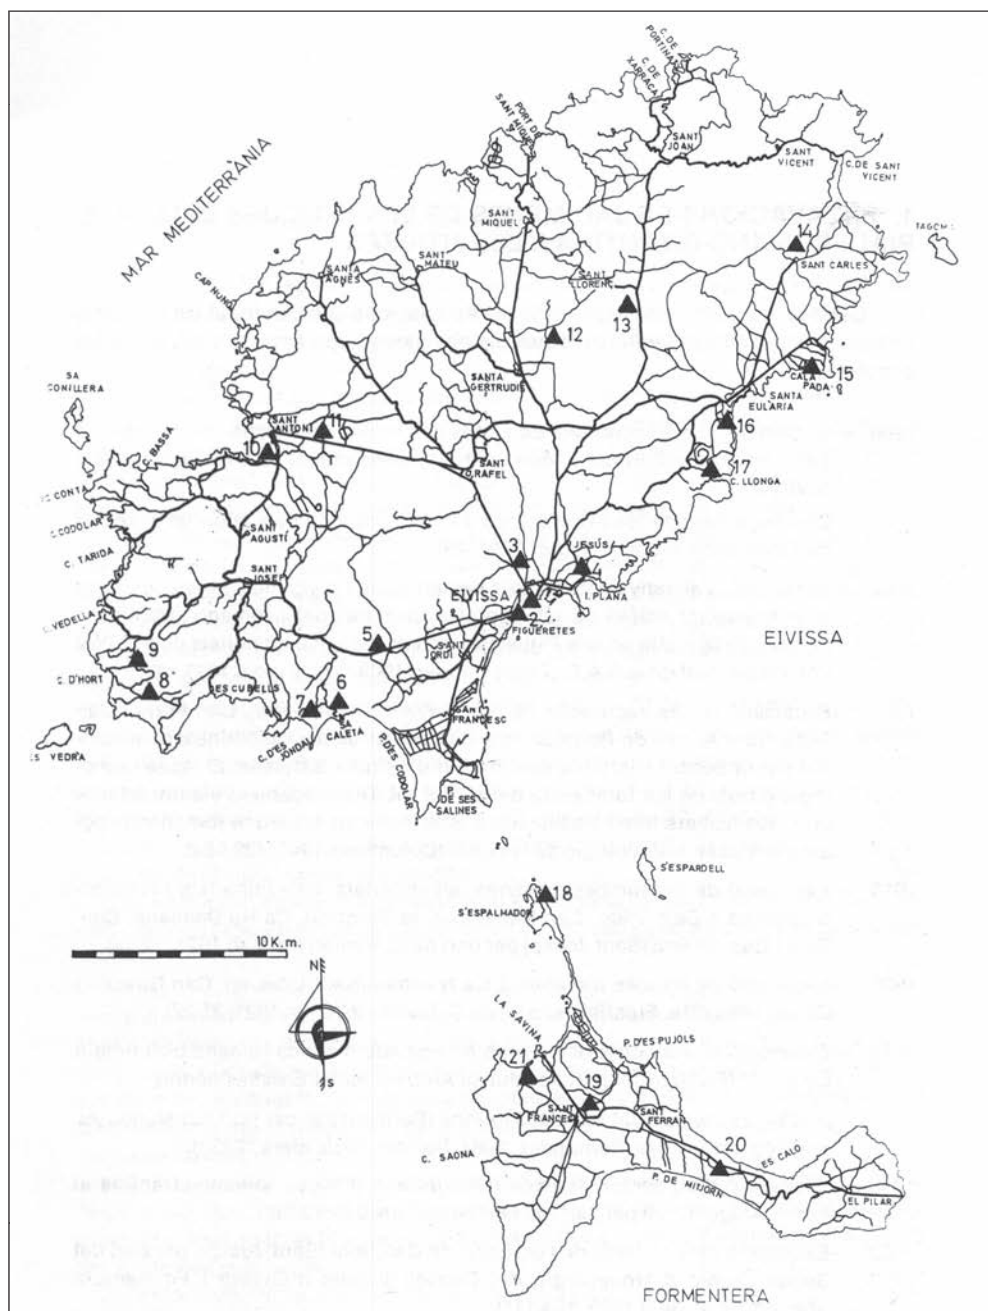 C. DE PORTINATX
C. DE XARRACA
PORT DE SANT MIQUEL
SANT JOAN
SANT VICENT
C. DE SANT VICENT
MAR MEDITERRÀNIA
SANT MIQUEL
14
SANT CARLES
SANTA AGNÈS
SANT MATEU
SANT LLORENÇ
CAP NUNÓ
13
12
SA CONILLERA
SANTA GERTRUDIS
15
CALA PADA
SANTA EULARIA
SANT ANTONI
11
16
C. BASSA
10
SANT RAFEL
17
C. LLONGA
C. CODOLAR
SANT AGUSTÍ
C. TARIDA
3
JESÚS
4
SANT JOSEP
EIVISSA
1
2
I. PLANA
C. VEDELLA
FIGUERETES
5
SANT JORDI
EIVISSA
9
C. D'HORT
8
ES CUBELLS
6
7
SANT FRANCESC
SA CALETA
C. D'ES JONDAL
ES VEDRÀ
P. DES CODOLAR
P. DE SES SALINES
S'ESPARDELL
18
S'ESPALMADOR
10 K.m.
N
S
LA SAVINA
P. D'ES PUJOLS
21
19
SANT FRANCESC
SANT FERRAN
20
C. SAONA
ES CALÓ
P. DE MITJORN
EL PILAR
FORMENTERA